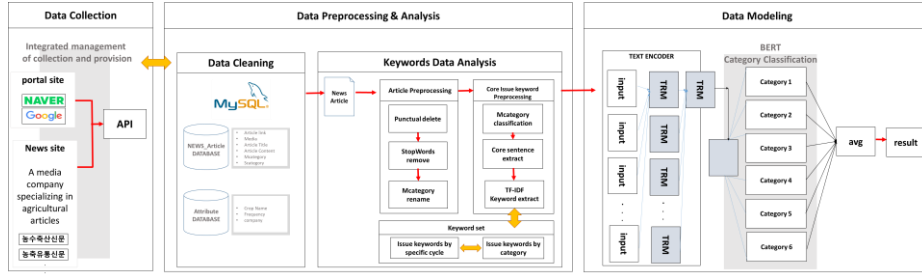 Data Collection
Integrated management
of collection and provision
portal site
NAVER
Google
API
News site
A media
company
specializing in
agricultural
articles
농수축산신문
농축유통신문
Data Preprocessing & Analysis
Data Cleaning
MySQL
NEWS_Article
DATABASE
Article link
Media
Article Title
Article Content
Mcategory
Scategory
Attribute
DATABASE
Crop Name
Frequency
company
News
Article
Keywords Data Analysis
Article Preprocessing
Punctual delete
StopWords
remove
Mcategory
rename
Core Issue keyword
Preprocessing
Mcategory
classification
Core sentence
extract
TF-IDF
Keyword extract
Keyword set
Issue keywords by
specific cycle
Issue keywords by
category
Data Modeling
TEXT ENCODER
input
input
input
input
TRM
TRM
TRM
TRM
TRM
BERT
Category Classification
Category 1
Category 2
Category 3
Category 4
Category 5
Category 6
avg
result